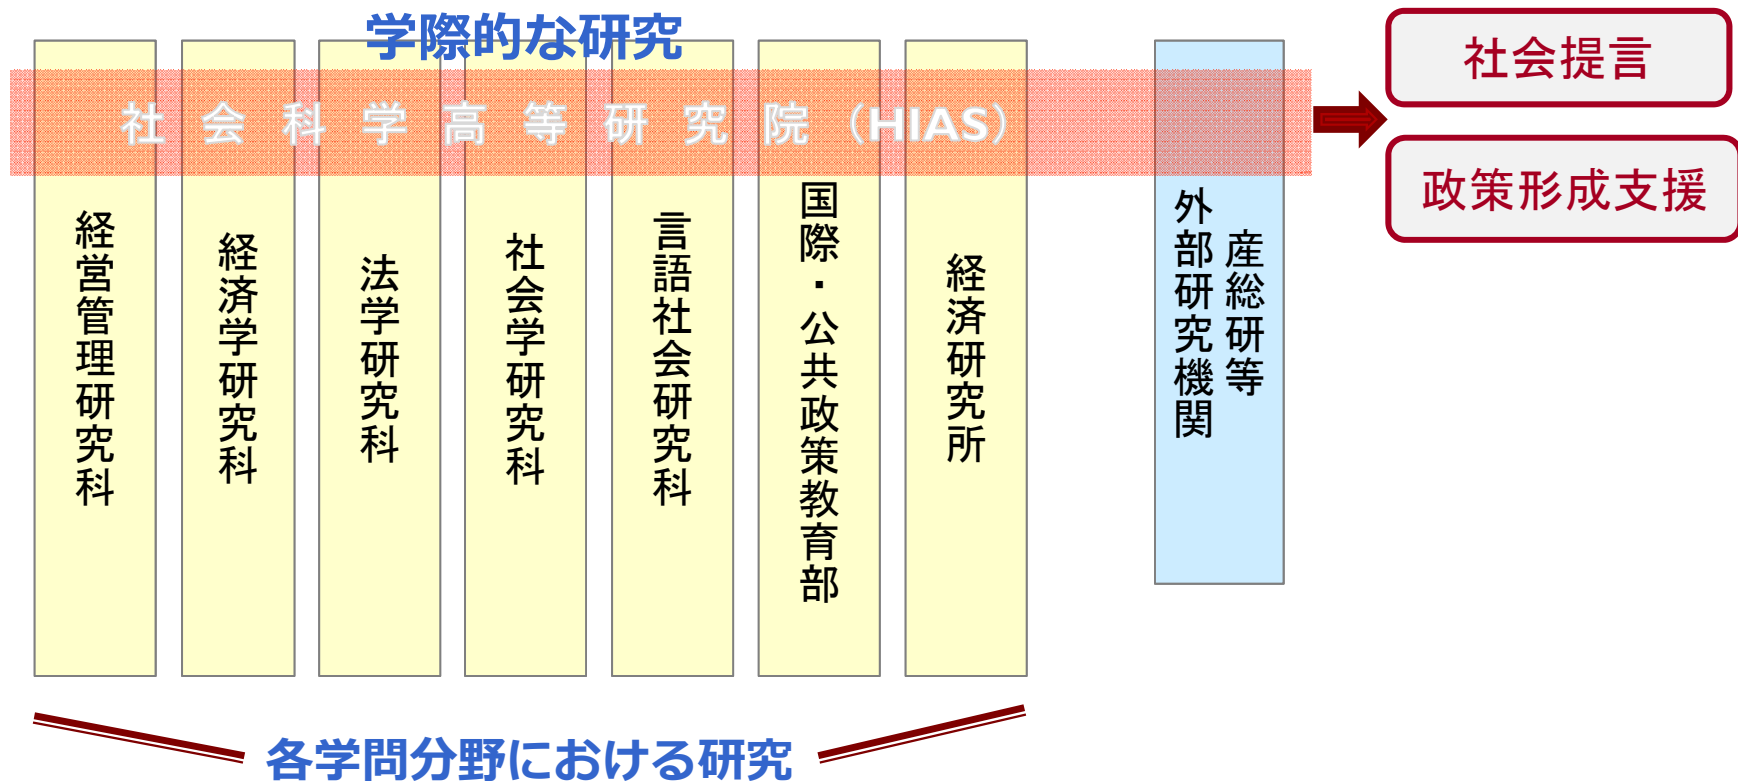 学際的な研究
社会科学高等研究院（HIAS）
社会提言
政策形成支援
経営管理研究科
経済学研究科
法学研究科
社会学研究科
言語社会研究科
国際・公共政策教育部
経済研究所
産総研等
外部研究機関
各学問分野における研究